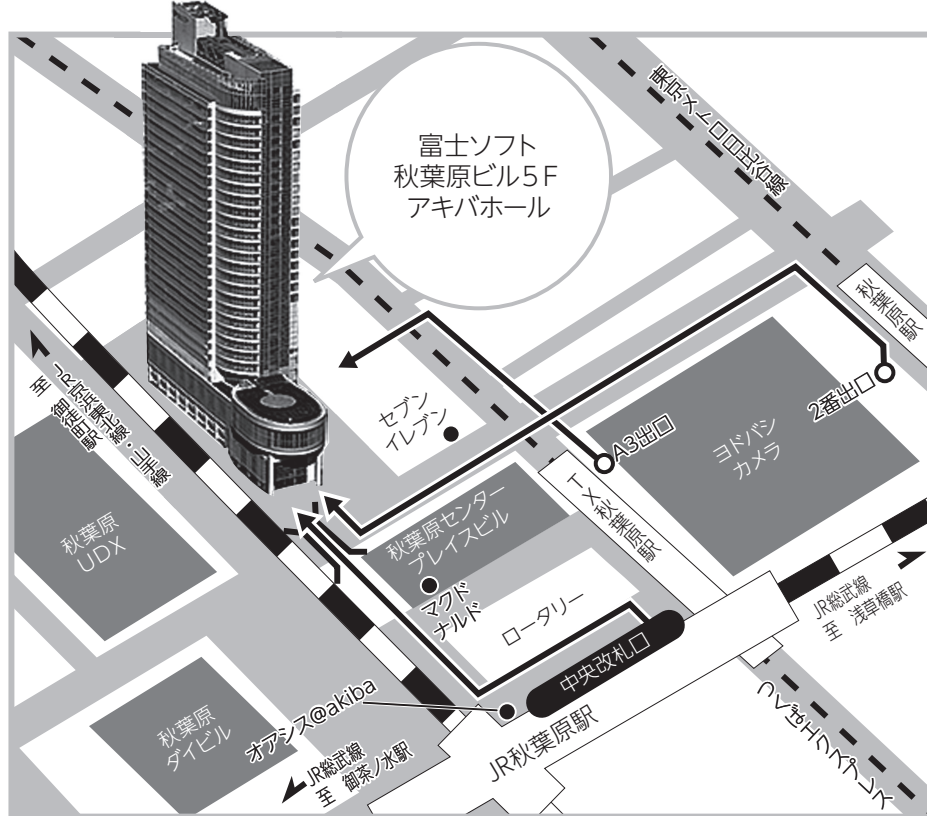 富士ソフト
秋葉原ビル5F
アキバホール
東京メトロ日比谷線
秋葉原駅
2番出口
ヨドバシ
カメラ
A3出口
TX秋葉原駅
セブン
イレブン
至 JR京浜東北線・山手線
御徒町駅
秋葉原
UDX
秋葉原センター
プレイスビル
マクド
ナルド
ロータリー
中央改札口
JR総武線
至 浅草橋駅
オアシス@akiba
秋葉原
ダイビル
JR総武線
至 御茶ノ水駅
JR秋葉原駅
つくばエクスプレス